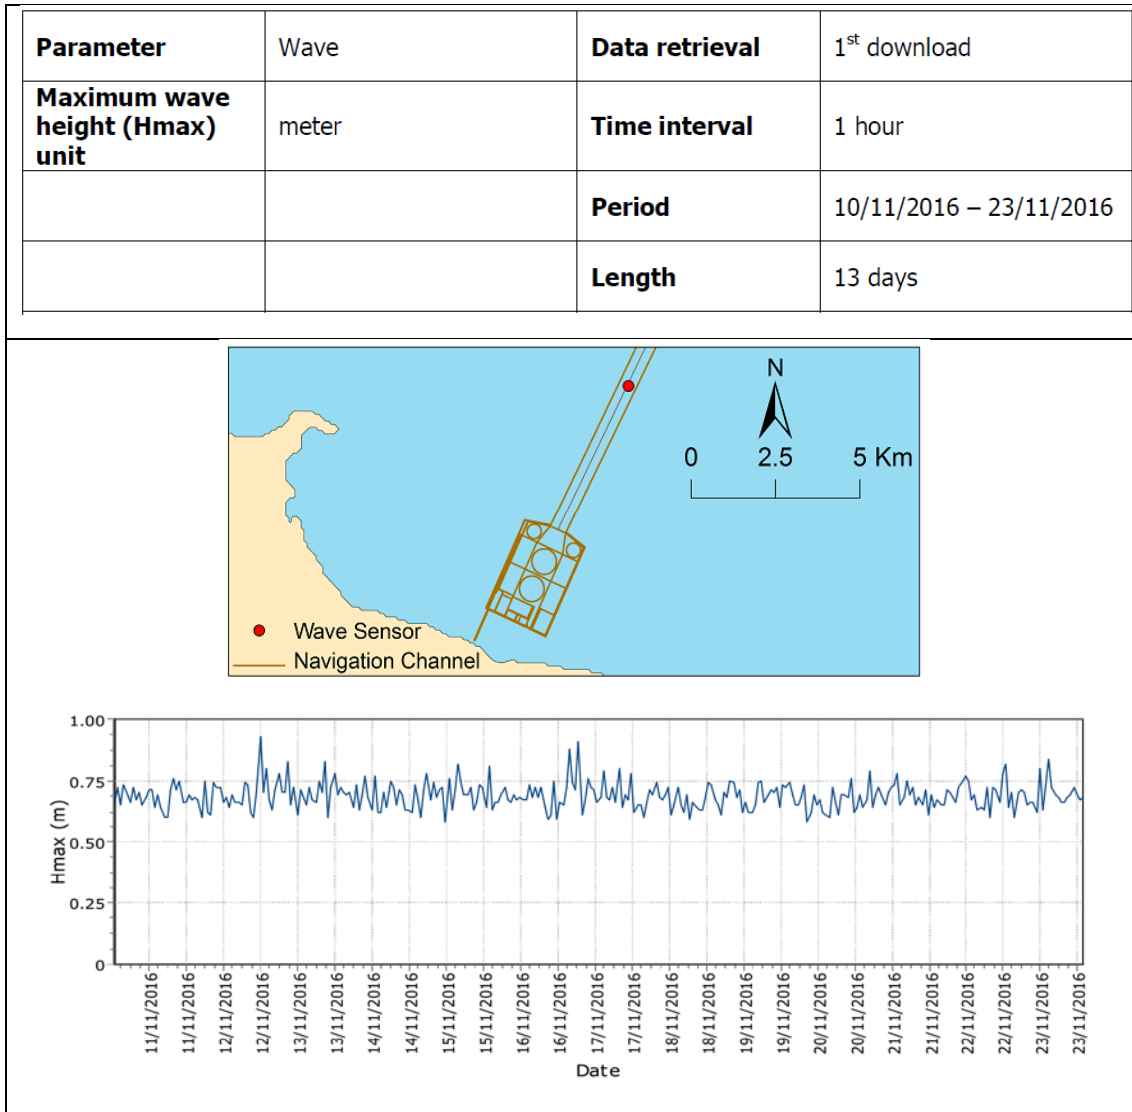 Parameter Wave Data retrieval 1st download
Maximum wave
height (Hmax)
unit
meter Time interval 1 hour
Period 10/11/2016 – 23/11/2016
Length 13 days
N
0 2.5 5 Km
Wave Sensor
Navigation Channel
1.00
0.75
0.50
0.25
0
Hmax (m)
11/11/2016
11/11/2016
12/11/2016
12/11/2016
13/11/2016
13/11/2016
14/11/2016
14/11/2016
15/11/2016
15/11/2016
16/11/2016
16/11/2016
17/11/2016
17/11/2016
18/11/2016
18/11/2016
19/11/2016
19/11/2016
20/11/2016
20/11/2016
21/11/2016
21/11/2016
22/11/2016
22/11/2016
23/11/2016
23/11/2016
Date